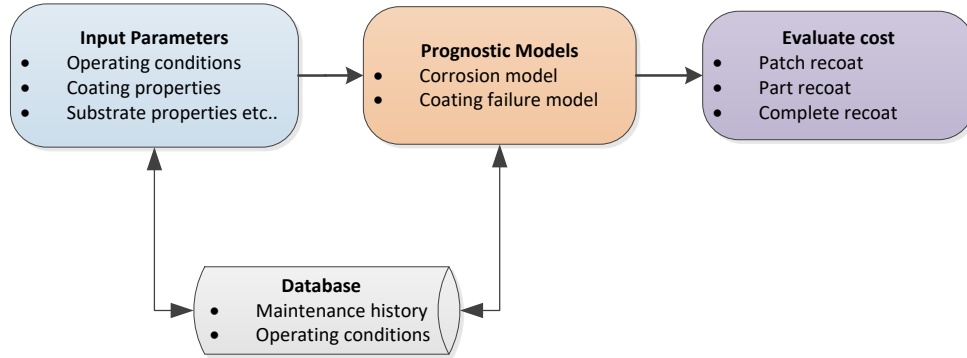 Input Parameters
• Operating conditions
• Coating properties
• Substrate properties etc..
Prognostic Models
• Corrosion model
• Coating failure model
Evaluate cost
• Patch recoat
• Part recoat
• Complete recoat
Database
• Maintenance history
• Operating conditions